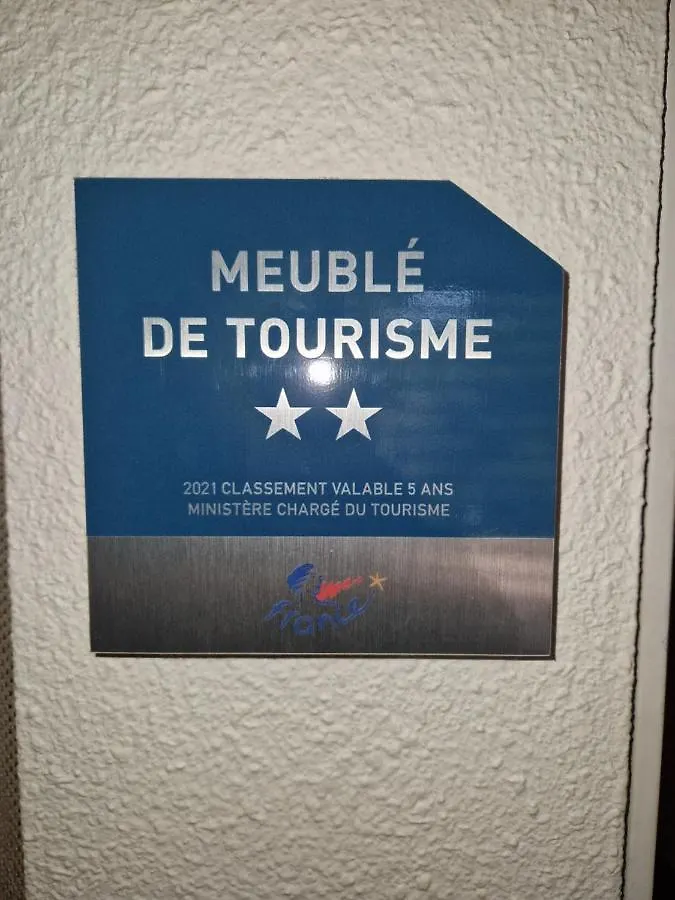 MEUBLÉ
DE TOURISME
2021 CLASSEMENT VALABLE 5 ANS
MINISTÈRE CHARGÉ DU TOURISME
France